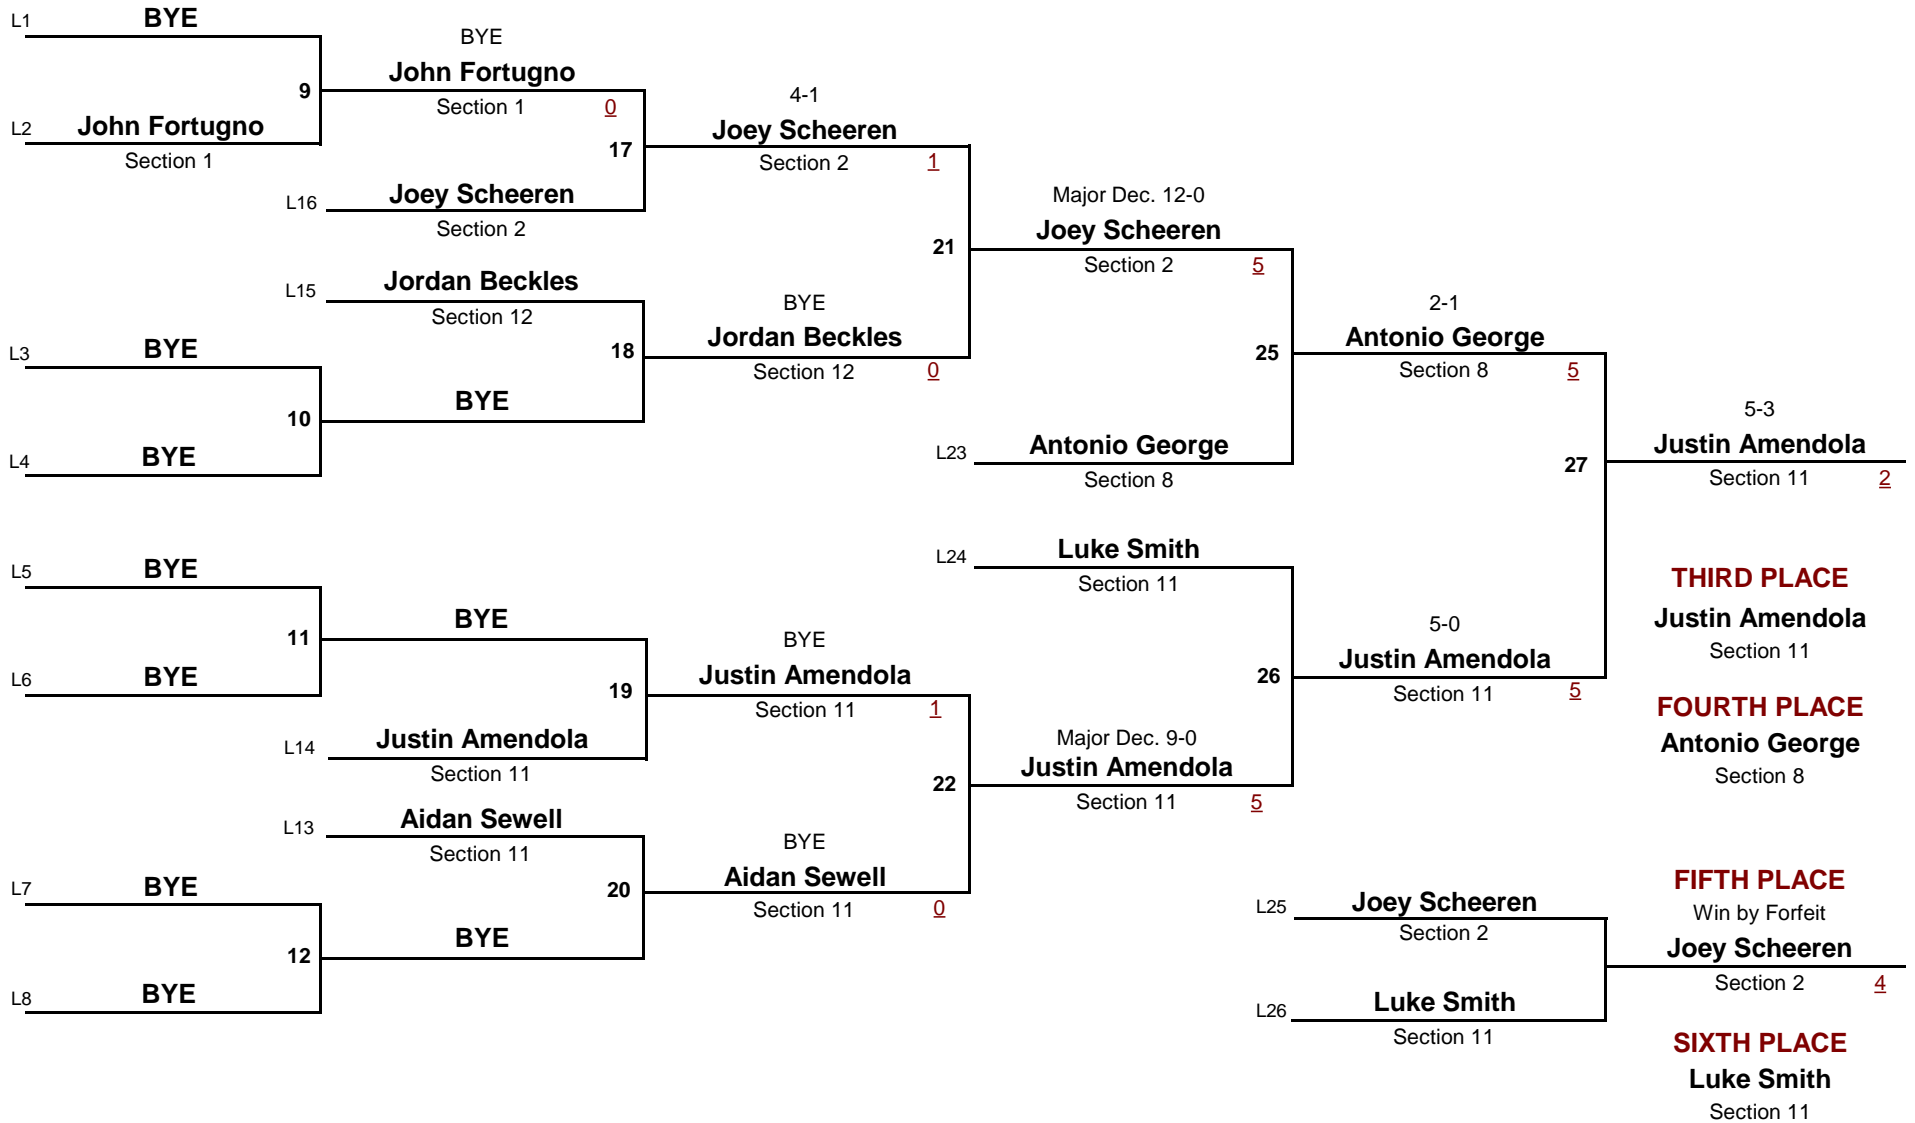 L1 BYE
9
L2 John Fortugno
Section 1
BYE
John Fortugno
Section 1 0
17
L16 Joey Scheeren
Section 2
4-1
Joey Scheeren
Section 2 1
21
L15 Jordan Beckles
Section 12
18
L3 BYE
10
BYE
L4 BYE
BYE
Jordan Beckles
Section 12 0
Major Dec. 12-0
Joey Scheeren
Section 2 5
25
L23 Antonio George
Section 8
2-1
Antonio George
Section 8 5
27
5-3
Justin Amendola
Section 11 2
L5 BYE
11
BYE
L6 BYE
19
L14 Justin Amendola
Section 11
BYE
Justin Amendola
Section 11 1
22
L13 Aidan Sewell
Section 11
20
L7 BYE
12
BYE
L8 BYE
BYE
Aidan Sewell
Section 11 0
L24 Luke Smith
Section 11
26
Major Dec. 9-0
Justin Amendola
Section 11 5
5-0
Justin Amendola
Section 11 5
THIRD PLACE
Justin Amendola
Section 11
FOURTH PLACE
Antonio George
Section 8
L25 Joey Scheeren
Section 2
L26 Luke Smith
Section 11
FIFTH PLACE
Win by Forfeit
Joey Scheeren
Section 2 4
SIXTH PLACE
Luke Smith
Section 11